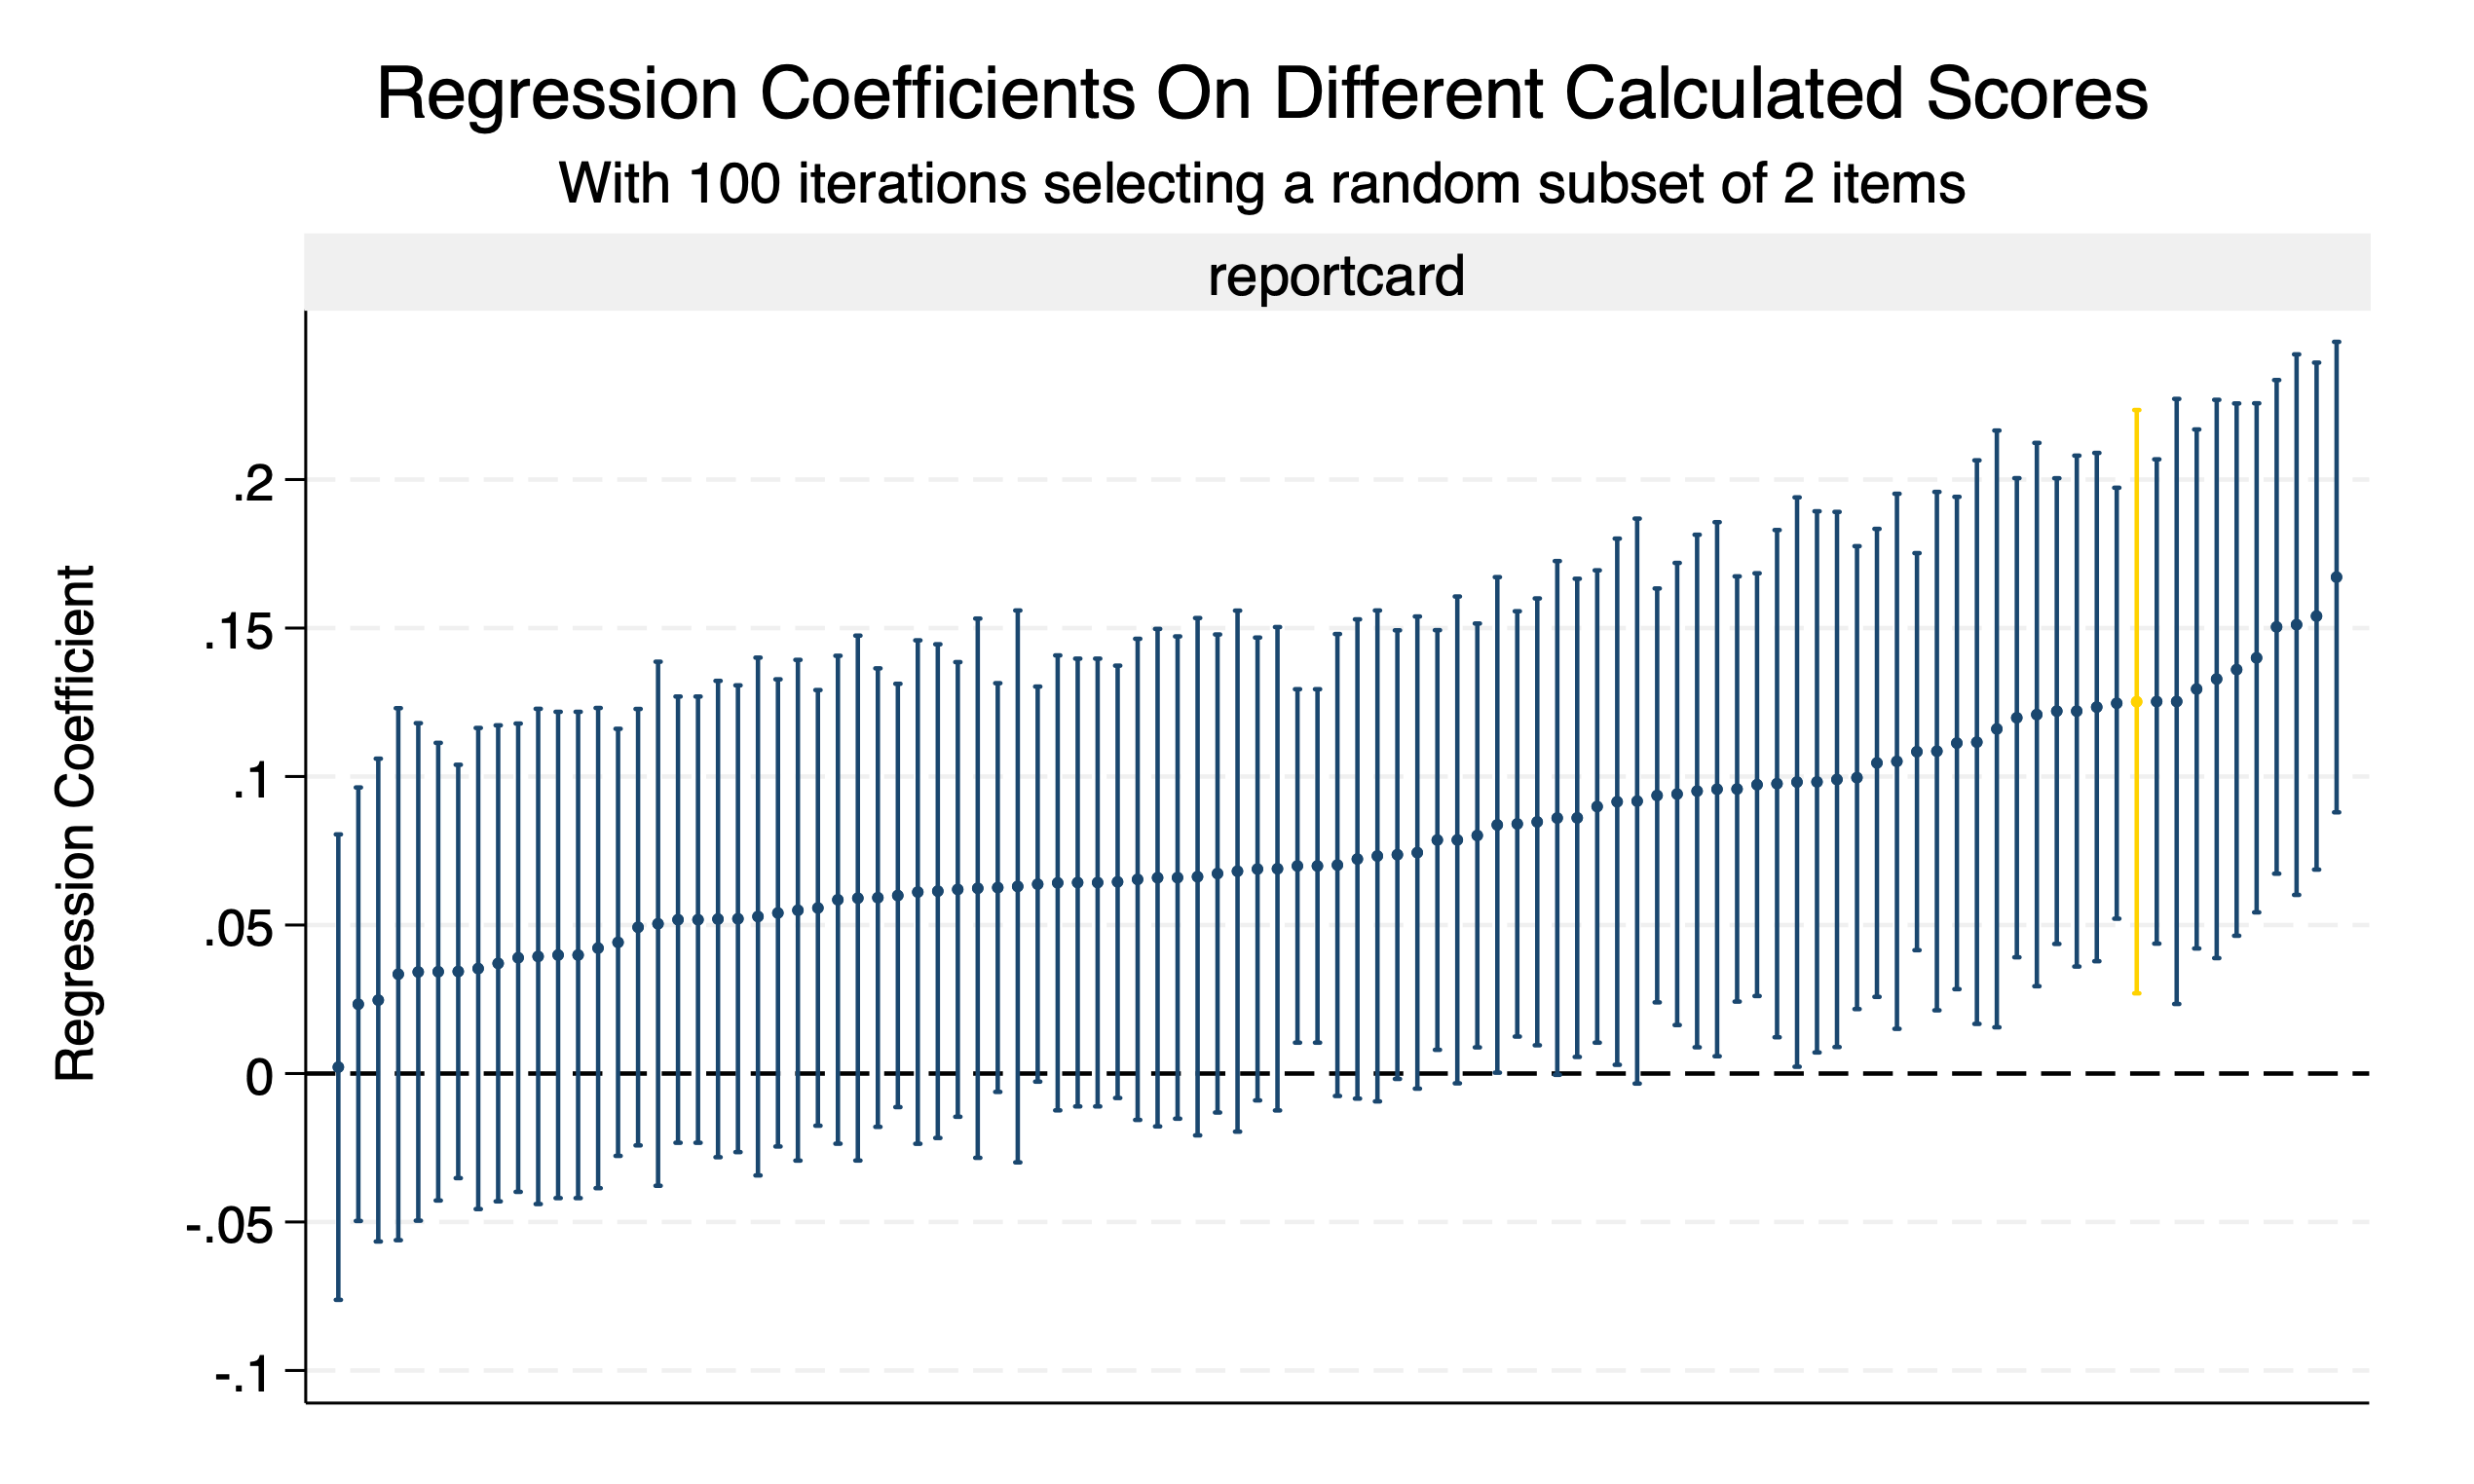 Regression Coefficients On Different Calculated Scores
With 100 iterations selecting a random subset of 2 items
reportcard
Regression Coefficient
.2
.15
.1
.05
0
-.05
-.1